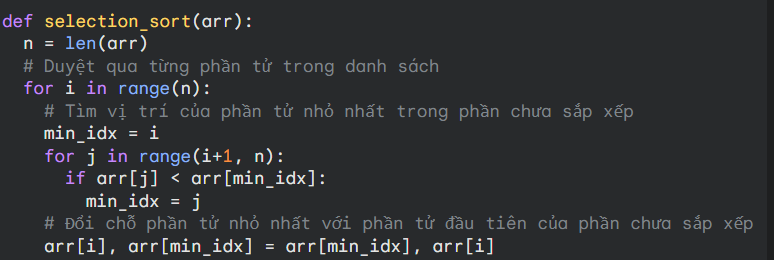 def selection_sort(arr):
  n = len(arr)
  # Duyệt qua từng phần tử trong danh sách
  for i in range(n):
    # Tìm vị trí của phần tử nhỏ nhất trong phần chưa sắp xếp
    min_idx = i
    for j in range(i+1, n):
      if arr[j] < arr[min_idx]:
        min_idx = j
    # Đổi chỗ phần tử nhỏ nhất với phần tử đầu tiên của phần chưa sắp xếp
    arr[i], arr[min_idx] = arr[min_idx], arr[i]